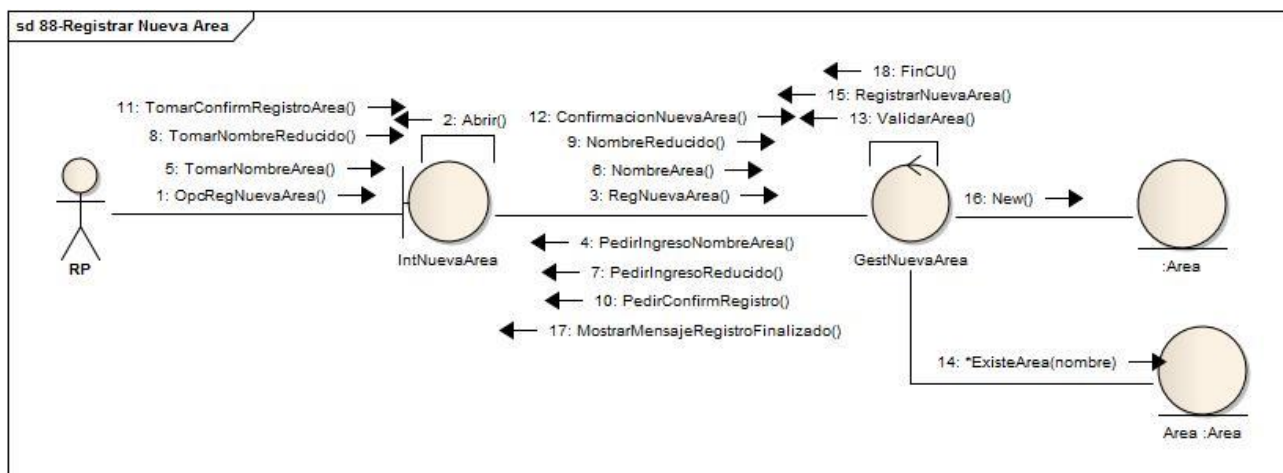 sd 88-Registrar Nueva Area
18: FinCU()
15: RegistrarNuevaArea()
11: TomarConfirmRegistroArea()
2: Abrir()
12: ConfirmacionNuevaArea()
13: ValidarArea()
8: TomarNombreReducido()
9: NombreReducido()
5: TomarNombreArea()
6: NombreArea()
1: OpcRegNuevaArea()
3: RegNuevaArea()
16: New()
RP
IntNuevaArea
GestNuevaArea
:Area
4: PedirIngresoNombreArea()
7: PedirIngresoReducido()
10: PedirConfirmRegistro()
17: MostrarMensajeRegistroFinalizado()
14: *ExisteArea(nombre)
Area :Area